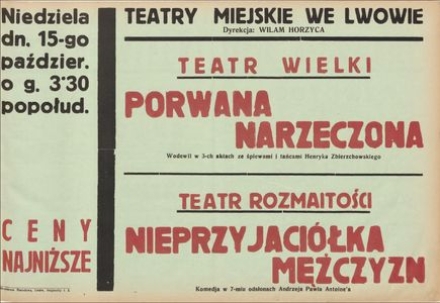 Niedziela
dn. 15-go
paździer.
o g. 3·30
popołud.
CENY
NAJNIŻSZE
TEATRY MIEJSKIE WE LWOWIE
Dyrekcja: WILAM HORZYCA
TEATR WIELKI
PORWANA
NARZECZONA
Wodewil w 3-ch aktach ze śpiewami i tańcami Henryka Zbierzchowskiego
TEATR ROZMAITOŚCI
NIEPRZYJACIÓŁKA
MEŻCZYZN
Komedja w 7-miu odsłonach Andrzeja Pawła Antoine'a